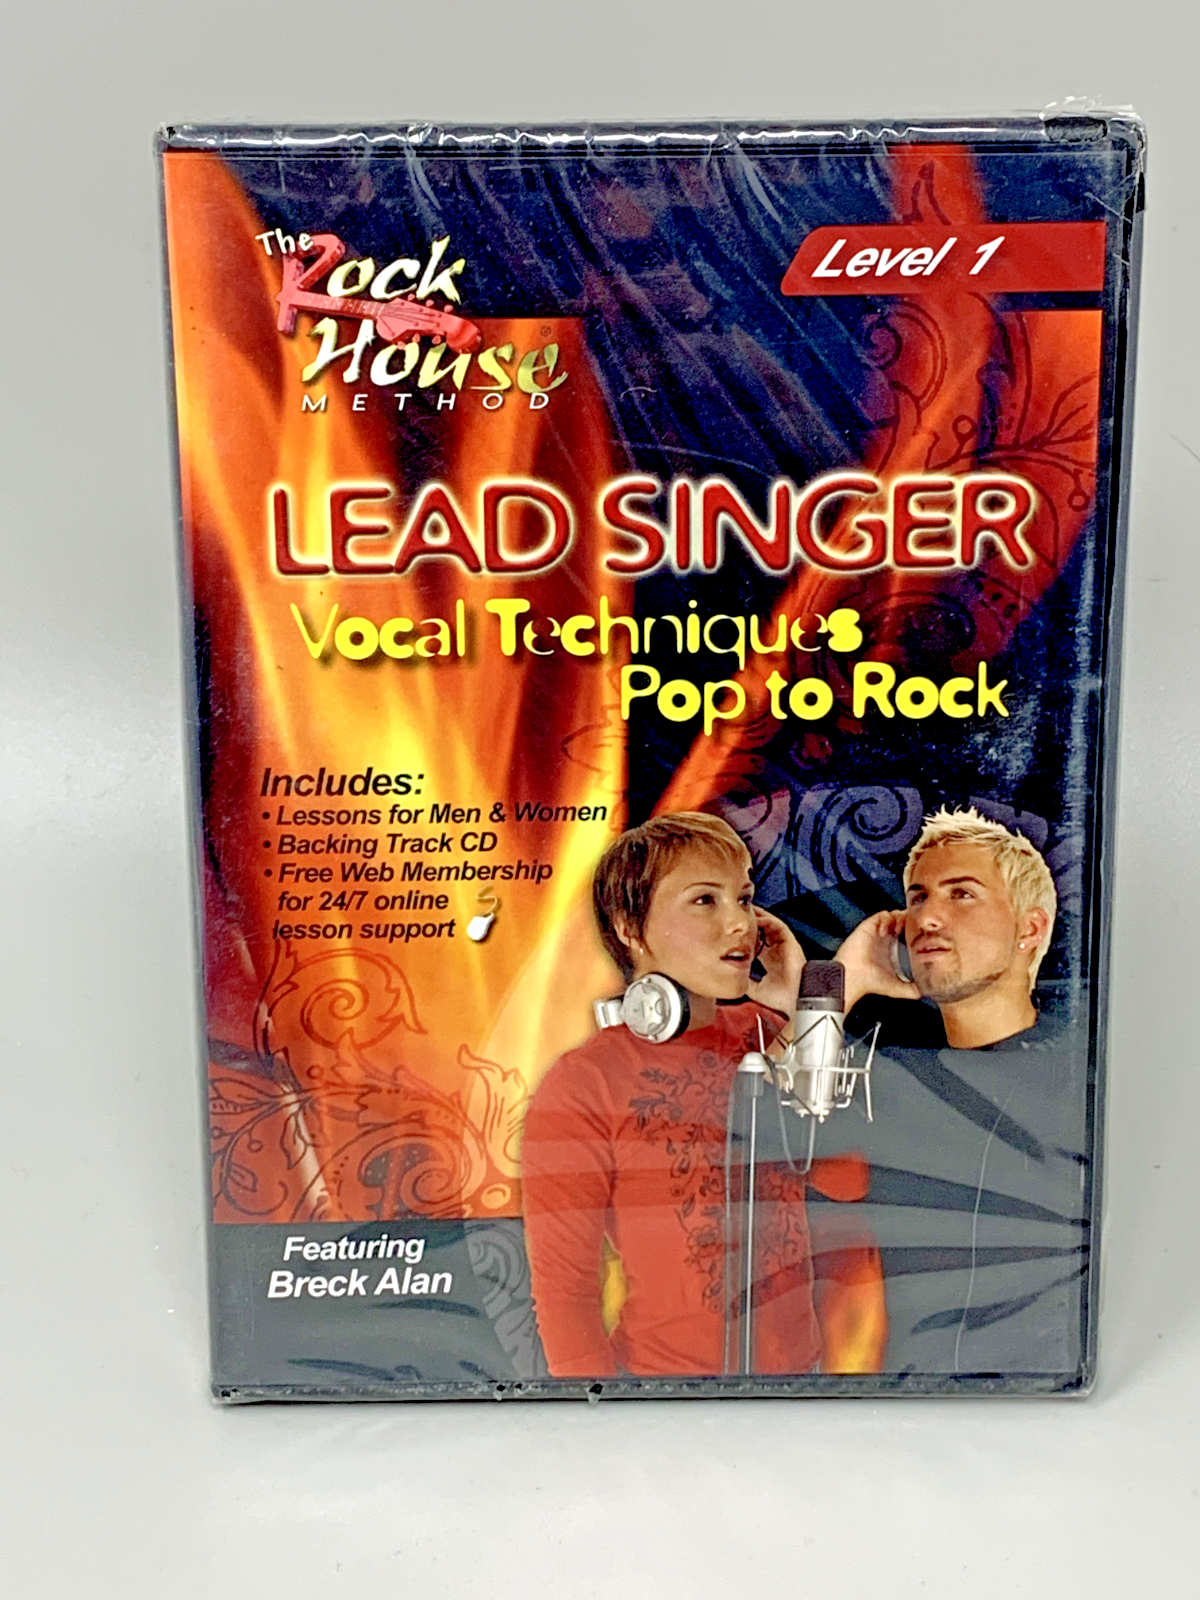 The
Rock
House®
METHOD
Level 1
LEAD SINGER
Vocal Techniques
Pop to Rock
Includes:
• Lessons for Men & Women
• Backing Track CD
• Free Web Membership
for 24/7 online
lesson support
Featuring
Breck Alan